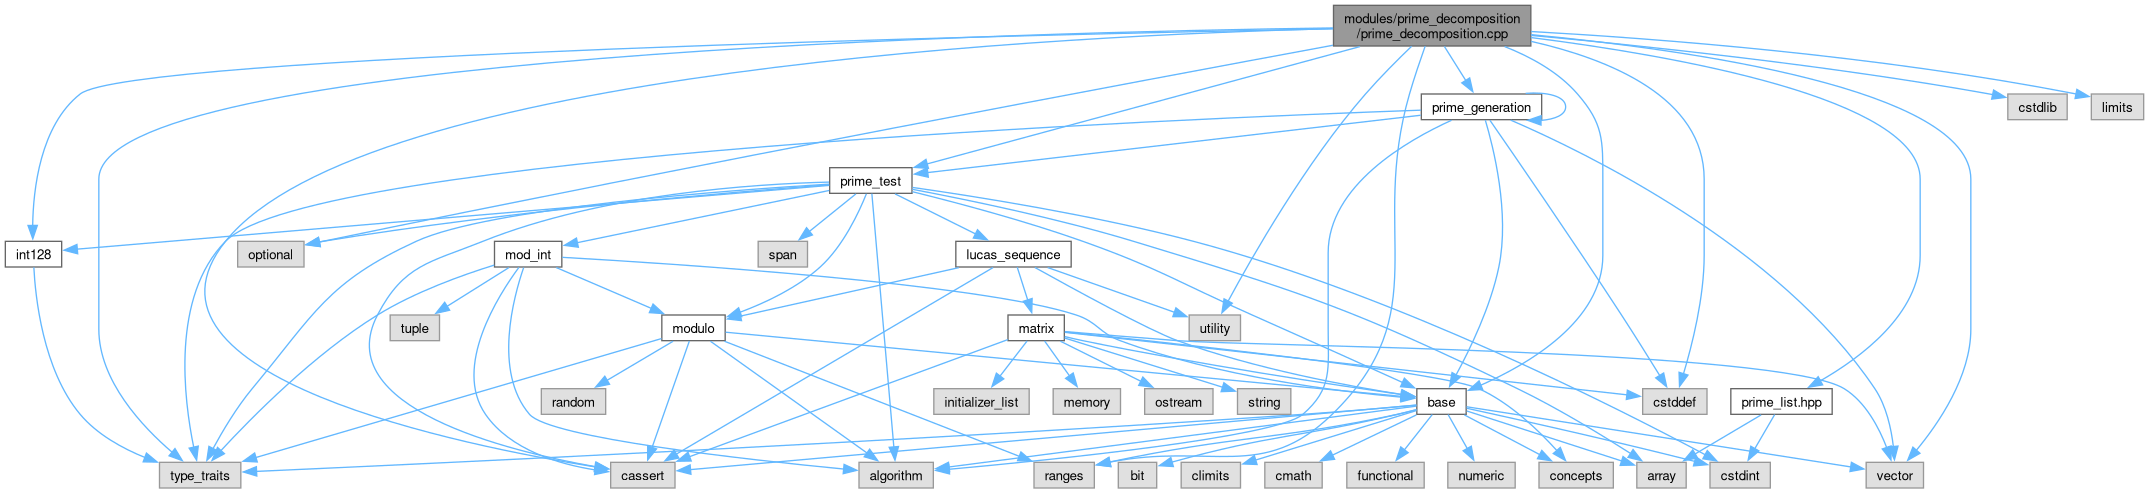 modules/prime_decomposition
/prime_decomposition.cpp
prime_generation
cstdlib
limits
prime_test
int128
optional
mod_int
span
lucas_sequence
tuple
modulo
matrix
utility
random
initializer_list
memory
ostream
string
base
cstddef
prime_list.hpp
type_traits
cassert
algorithm
ranges
bit
climits
cmath
functional
numeric
concepts
array
cstdint
vector